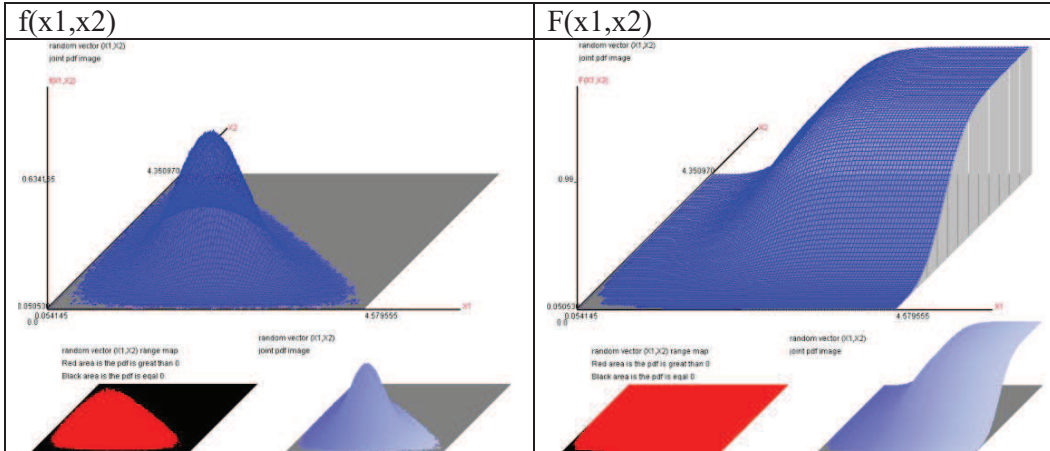 f(x1,x2)
random vector (X1,X2)
joint pdf image
f(X1,X2)
X2
4.350970
0.634135
0.050530
0.0
0.054145
4.579555
X1
random vector (X1,X2) range map
Red area is the pdf is great than 0
Black area is the pdf is eqal 0
random vector (X1,X2)
joint pdf image
F(x1,x2)
random vector (X1,X2)
joint pdf image
F(X1,X2)
X2
4.350970
0.99
0.050530
0.0
0.054145
4.579555
X1
random vector (X1,X2) range map
Red area is the pdf is great than 0
Black area is the pdf is eqal 0
random vector (X1,X2)
joint pdf image